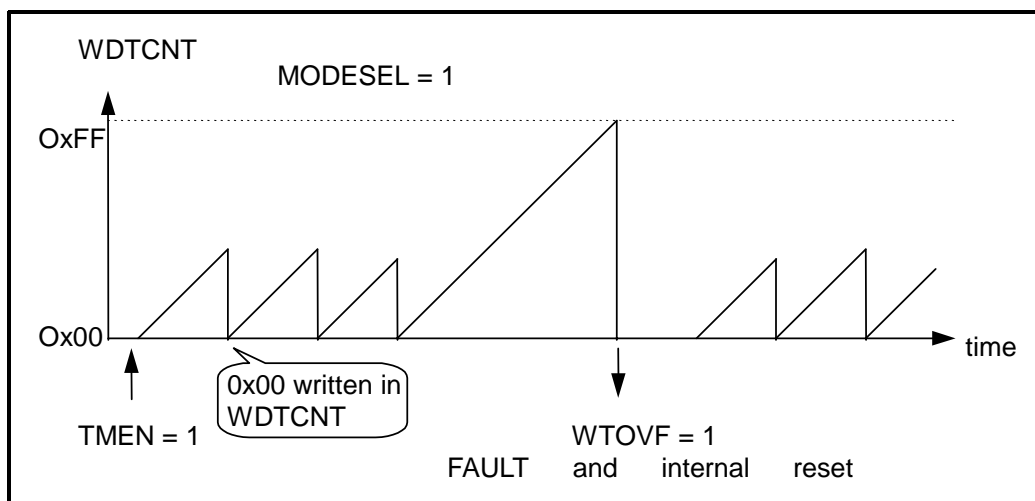 WDTCNT
MODESEL = 1
OxFF
Ox00
time
0x00 written in
WDTCNT
TMEN = 1
WTOVF = 1
FAULT and internal reset